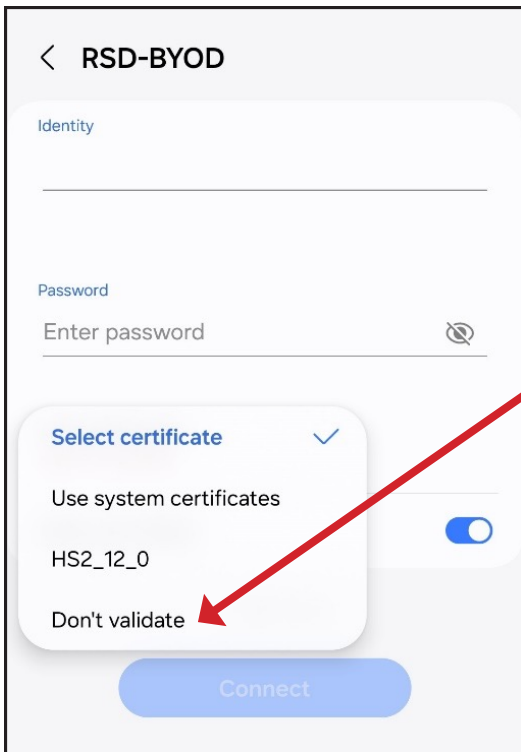 RSD-BYOD
Identity
Password
Enter password
Select certificate
Use system certificates
HS2_12_0
Don't validate
Connect